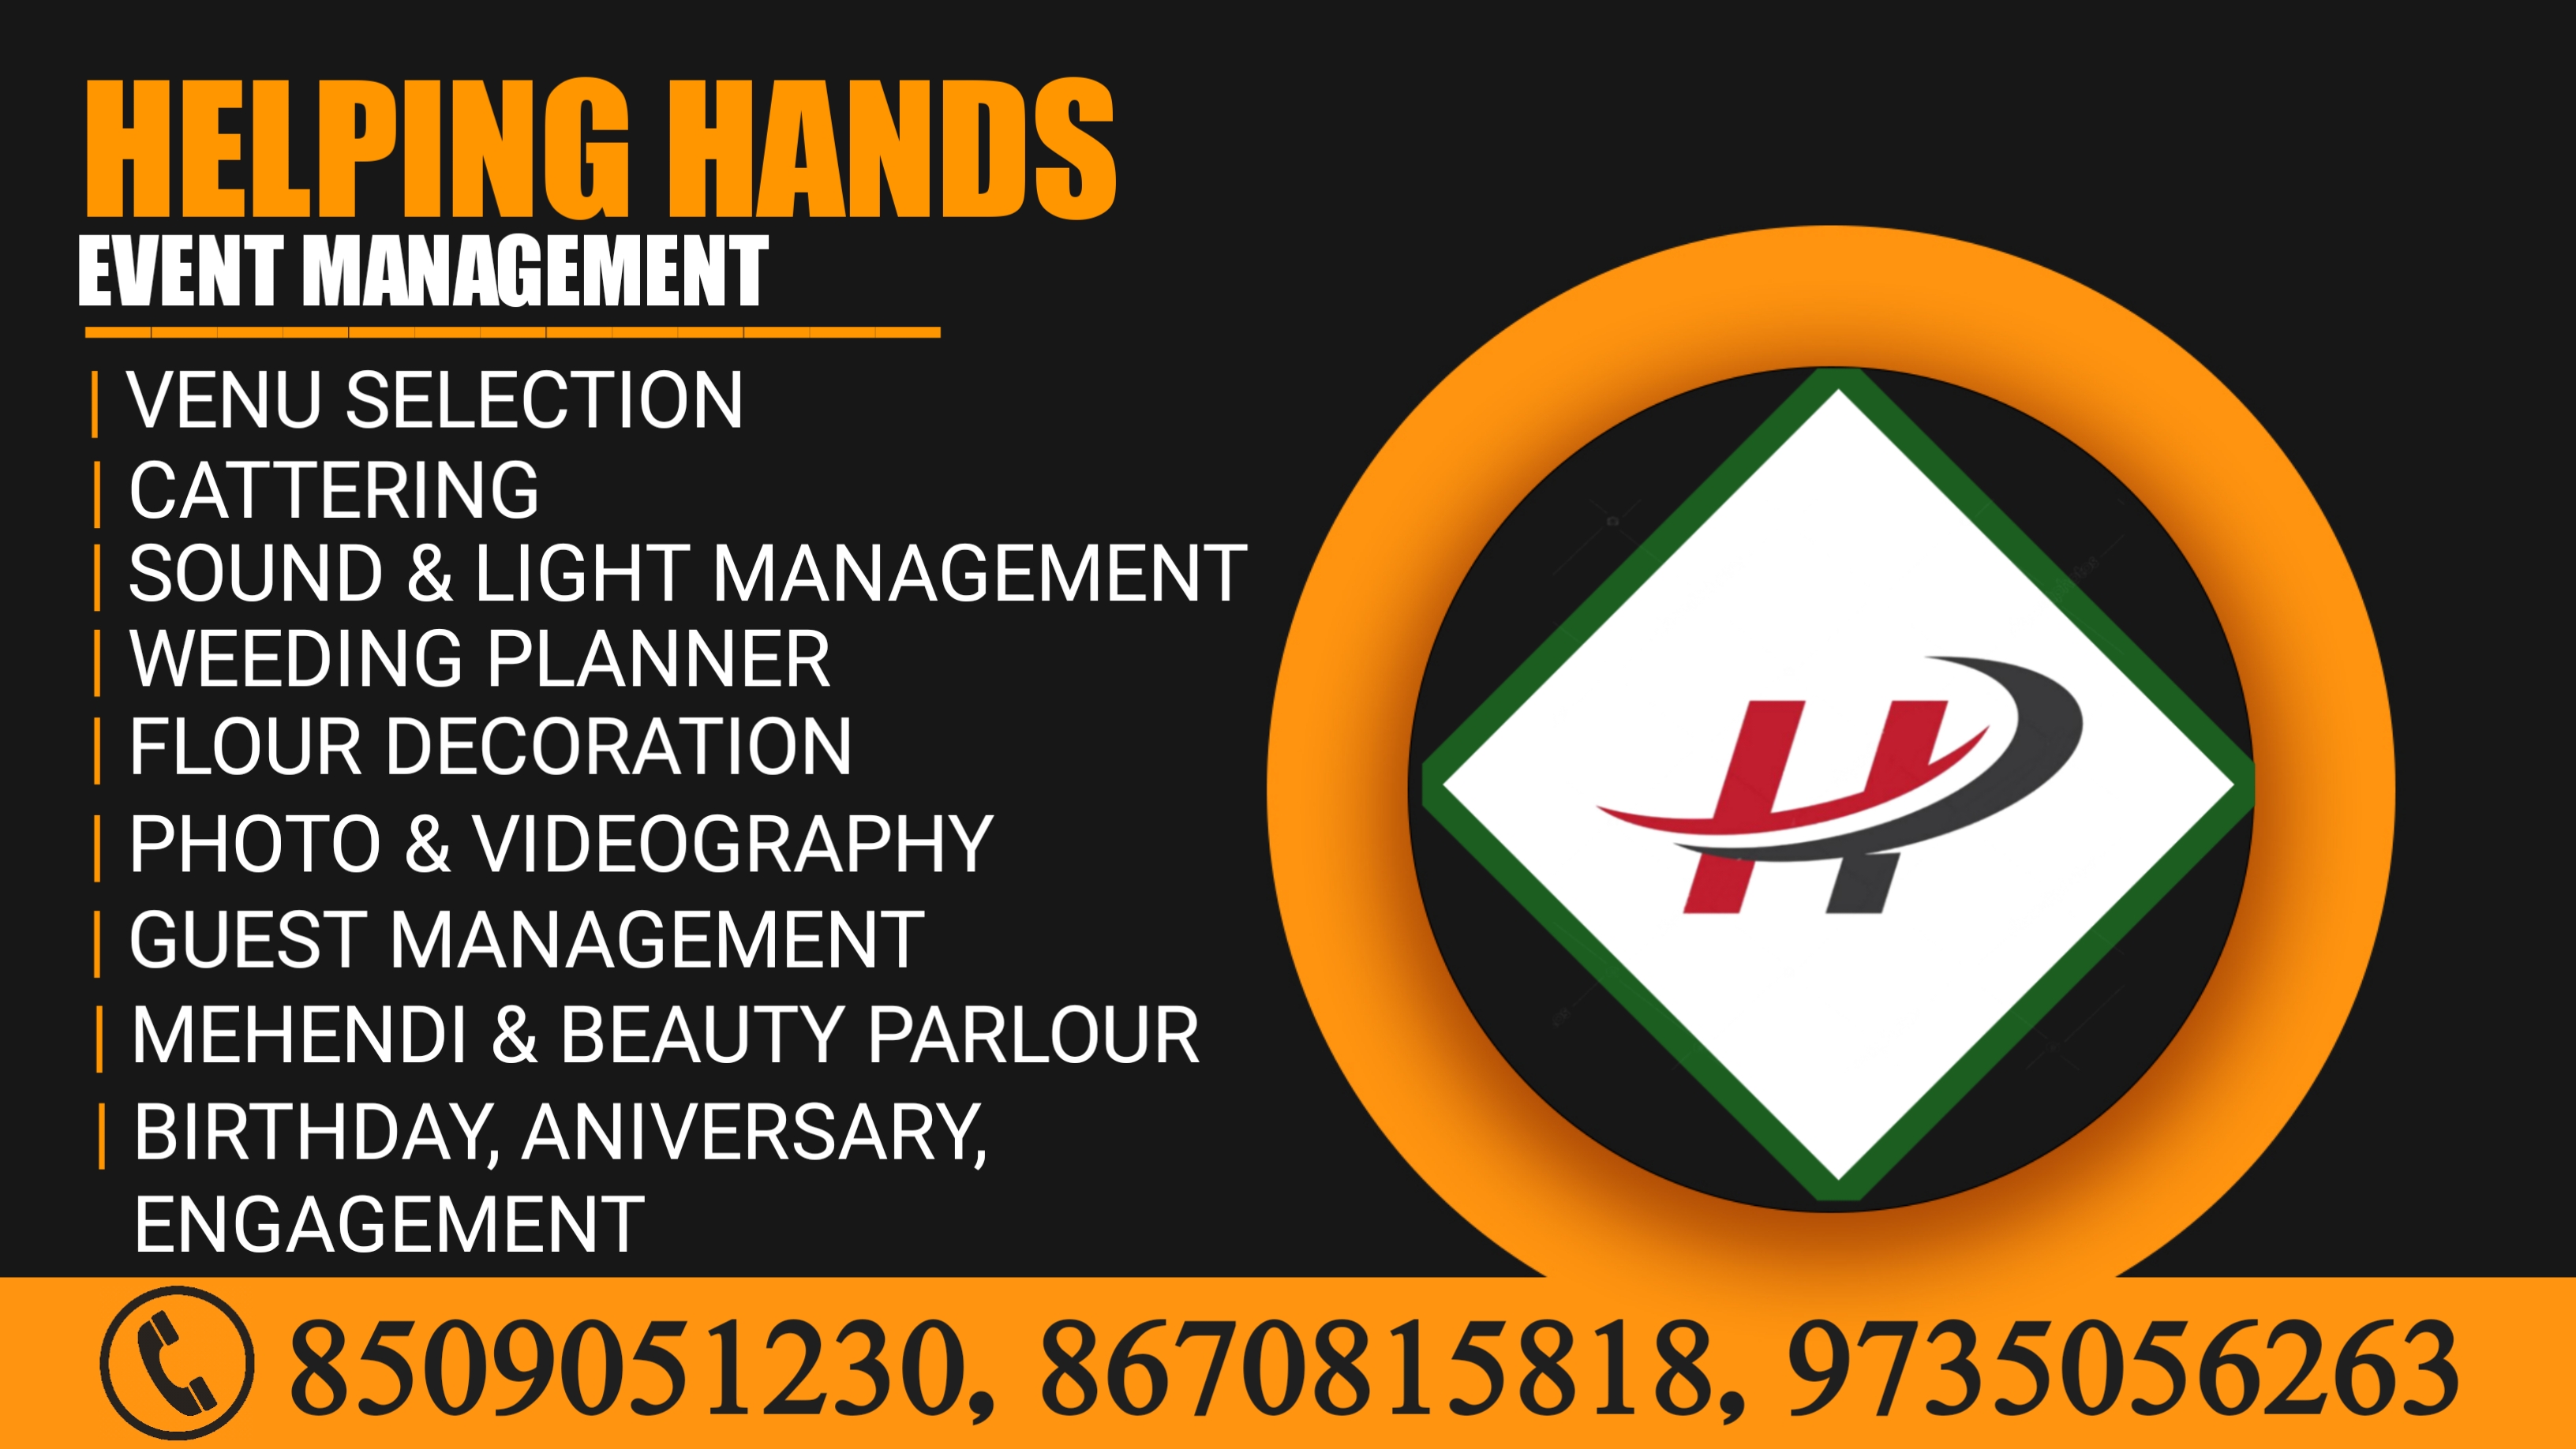 HELPING HANDS
EVENT MANAGEMENT
| VENU SELECTION
| CATTERING
| SOUND & LIGHT MANAGEMENT
| WEEDING PLANNER
| FLOUR DECORATION
| PHOTO & VIDEOGRAPHY
| GUEST MANAGEMENT
| MEHENDI & BEAUTY PARLOUR
| BIRTHDAY, ANIVERSARY,
ENGAGEMENT
H
8509051230, 8670815818, 9735056263